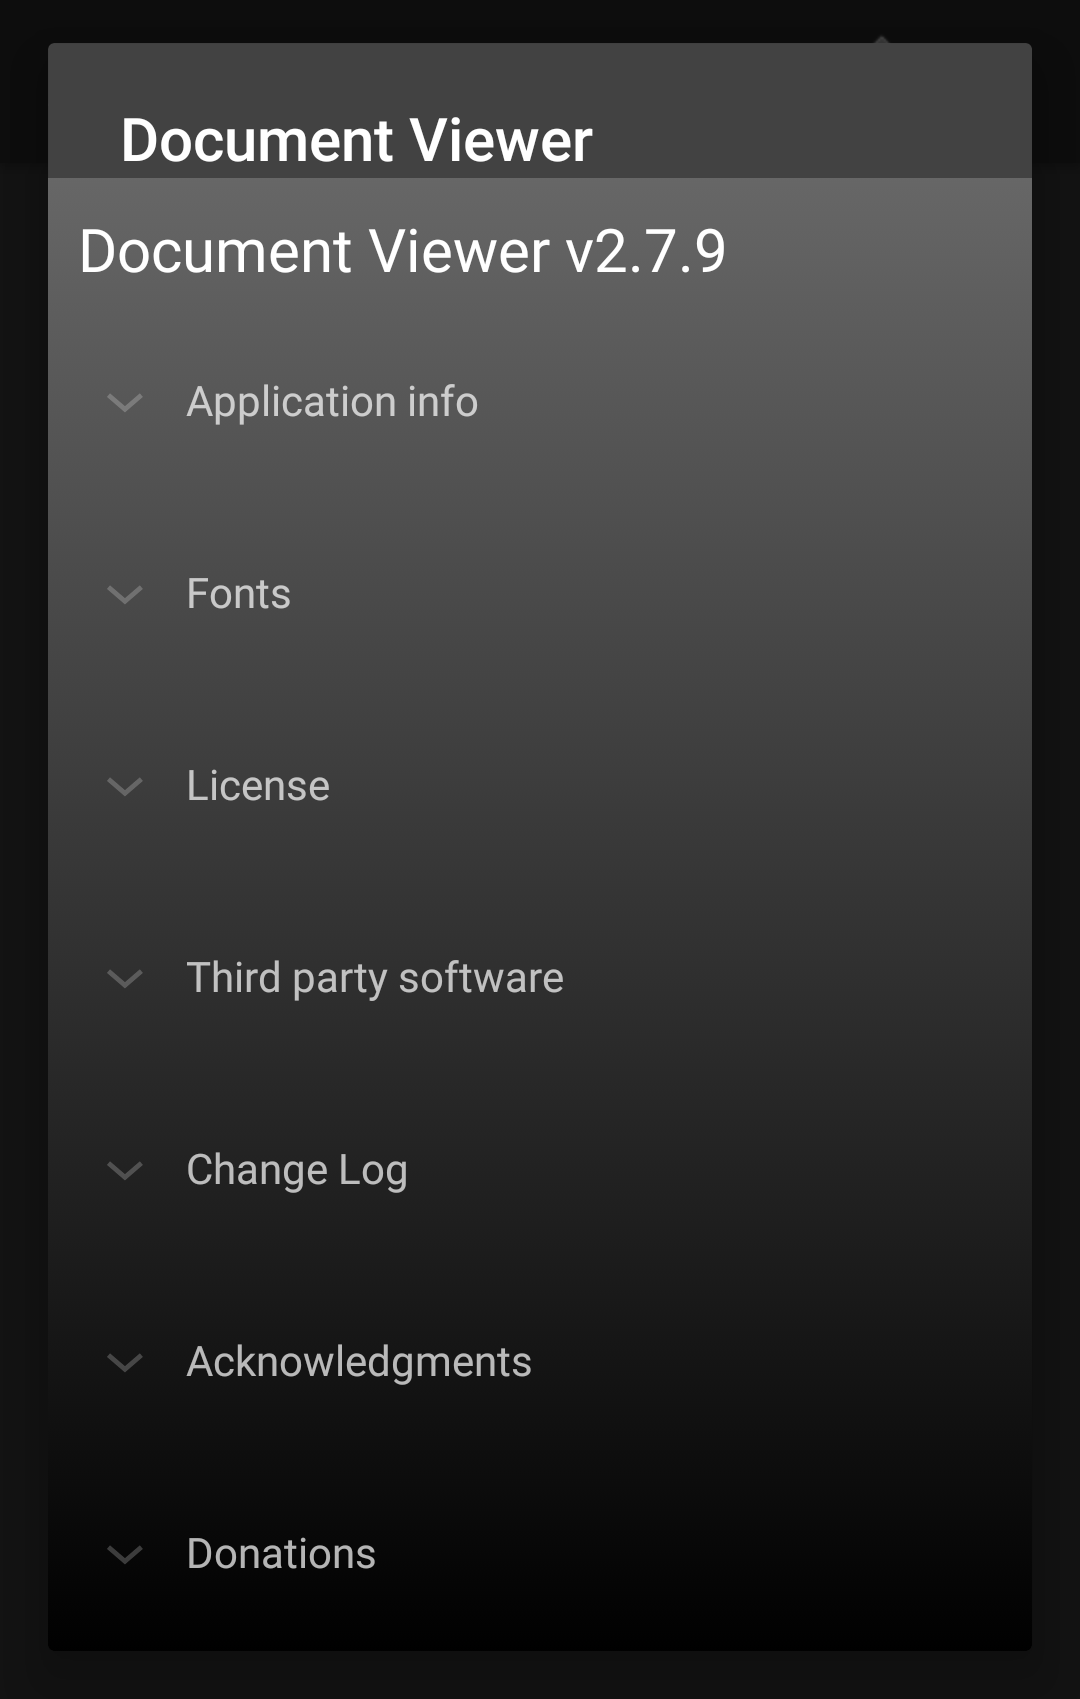 Document Viewer
Document Viewer v2.7.9
Application info
Fonts
License
Third party software
Change Log
Acknowledgments
Donations